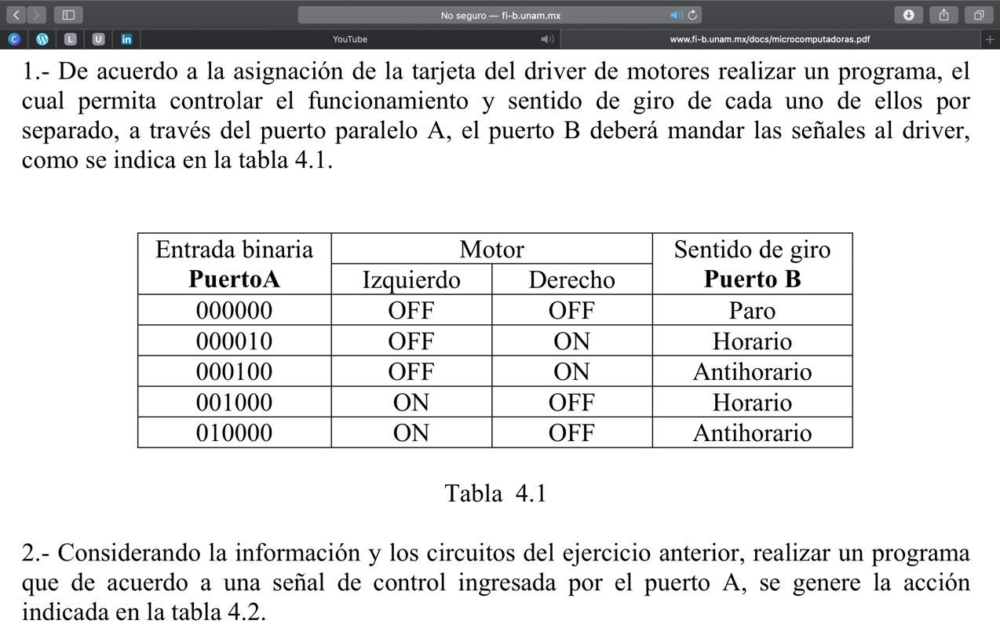 No seguro — fi-b.unam.mx
C W L U in YouTube www.fi-b.unam.mx/docs/microcomputadoras.pdf +
1.- De acuerdo a la asignación de la tarjeta del driver de motores realizar un programa, el
cual permita controlar el funcionamiento y sentido de giro de cada uno de ellos por
separado, a través del puerto paralelo A, el puerto B deberá mandar las señales al driver,
como se indica en la tabla 4.1.
Entrada binaria Motor Sentido de giro
PuertoA Izquierdo Derecho Puerto B
000000 OFF OFF Paro
000010 OFF ON Horario
000100 OFF ON Antihorario
001000 ON OFF Horario
010000 ON OFF Antihorario
Tabla 4.1
2.- Considerando la información y los circuitos del ejercicio anterior, realizar un programa
que de acuerdo a una señal de control ingresada por el puerto A, se genere la acción
indicada en la tabla 4.2.